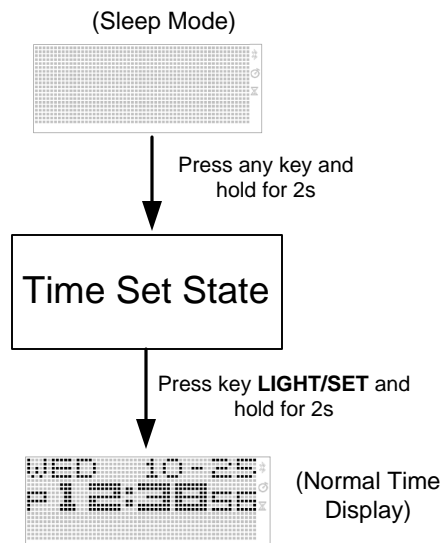 (Sleep Mode)
Press any key and
hold for 2s
Time Set State
Press key LIGHT/SET and
hold for 2s
WED 10-25
P12:3856
(Normal Time
Display)